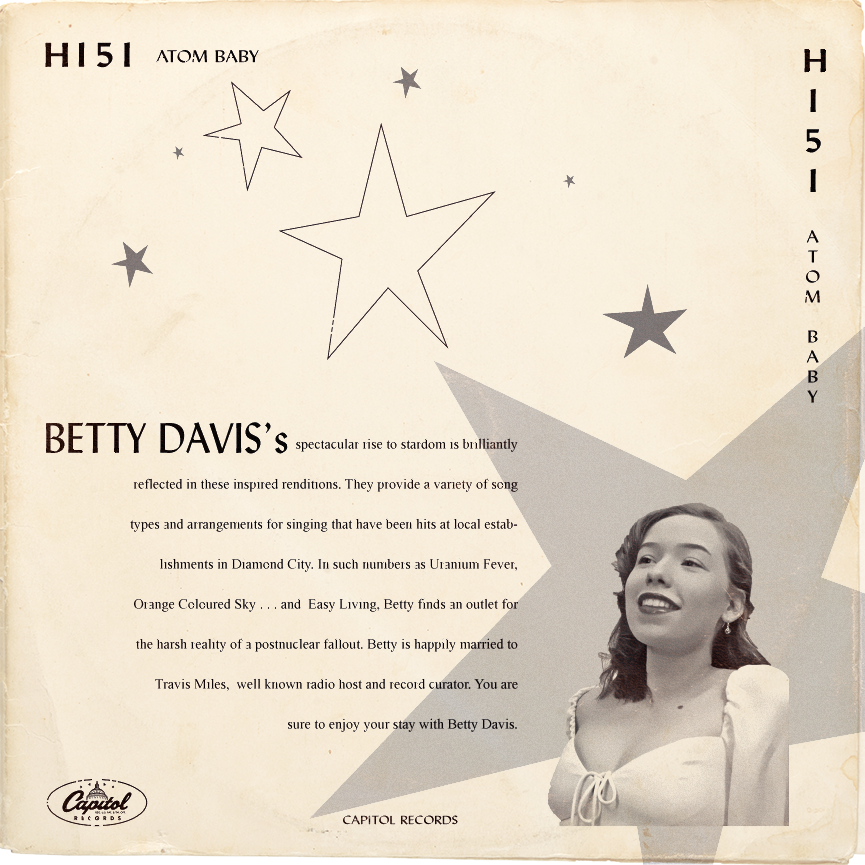 H151 ATOM BABY
H
1
5
1
A
T
O
M
B
A
B
Y
BETTY DAVIS's spectacular rise to stardom is brilliantly
reflected in these inspired renditions. They provide a variety of song
types and arrangements for singing that have been hits at local estab-
lishments in Diamond City. In such numbers as Uranium Fever,
Orange Coloured Sky . . . and Easy Living, Betty finds an outlet for
the harsh reality of a postnuclear fallout. Betty is happily married to
Travis Miles, well known radio host and record curator. You are
sure to enjoy your stay with Betty Davis.
Capitol
RECORDS
CAPITOL RECORDS